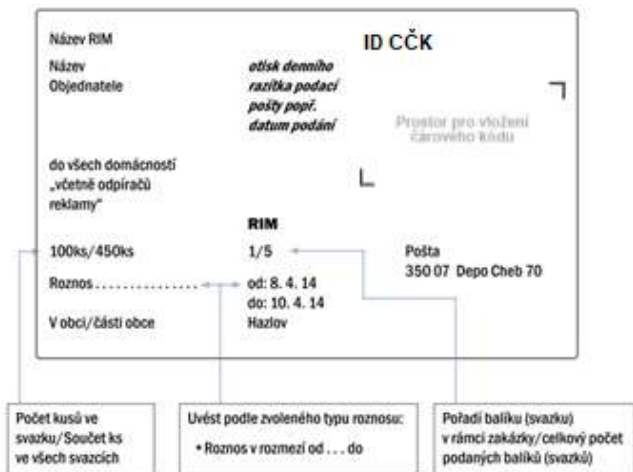 Název RIM
ID CČK
Název
Objednatele
otisk denního
razítka podací
pošty popř.
datum podání
Prostor pro vložení
čárového kódu
do všech domácností
„včetně odpíračů
reklamy"
RIM
100ks/450ks
1/5
Pošta
350 07 Depo Cheb 70
Roznos...............
od: 8. 4. 14
do: 10. 4. 14
V obci/části obce
Hazlov
Počet kusů ve
svazku/Součet ks
ve všech svazcích
Uvést podle zvoleného typu roznosu:
• Roznos v rozmezí od . . . do
Pořadí balíku (svazku)
v rámci zakázky/celkový počet
podaných balíků (svazků)